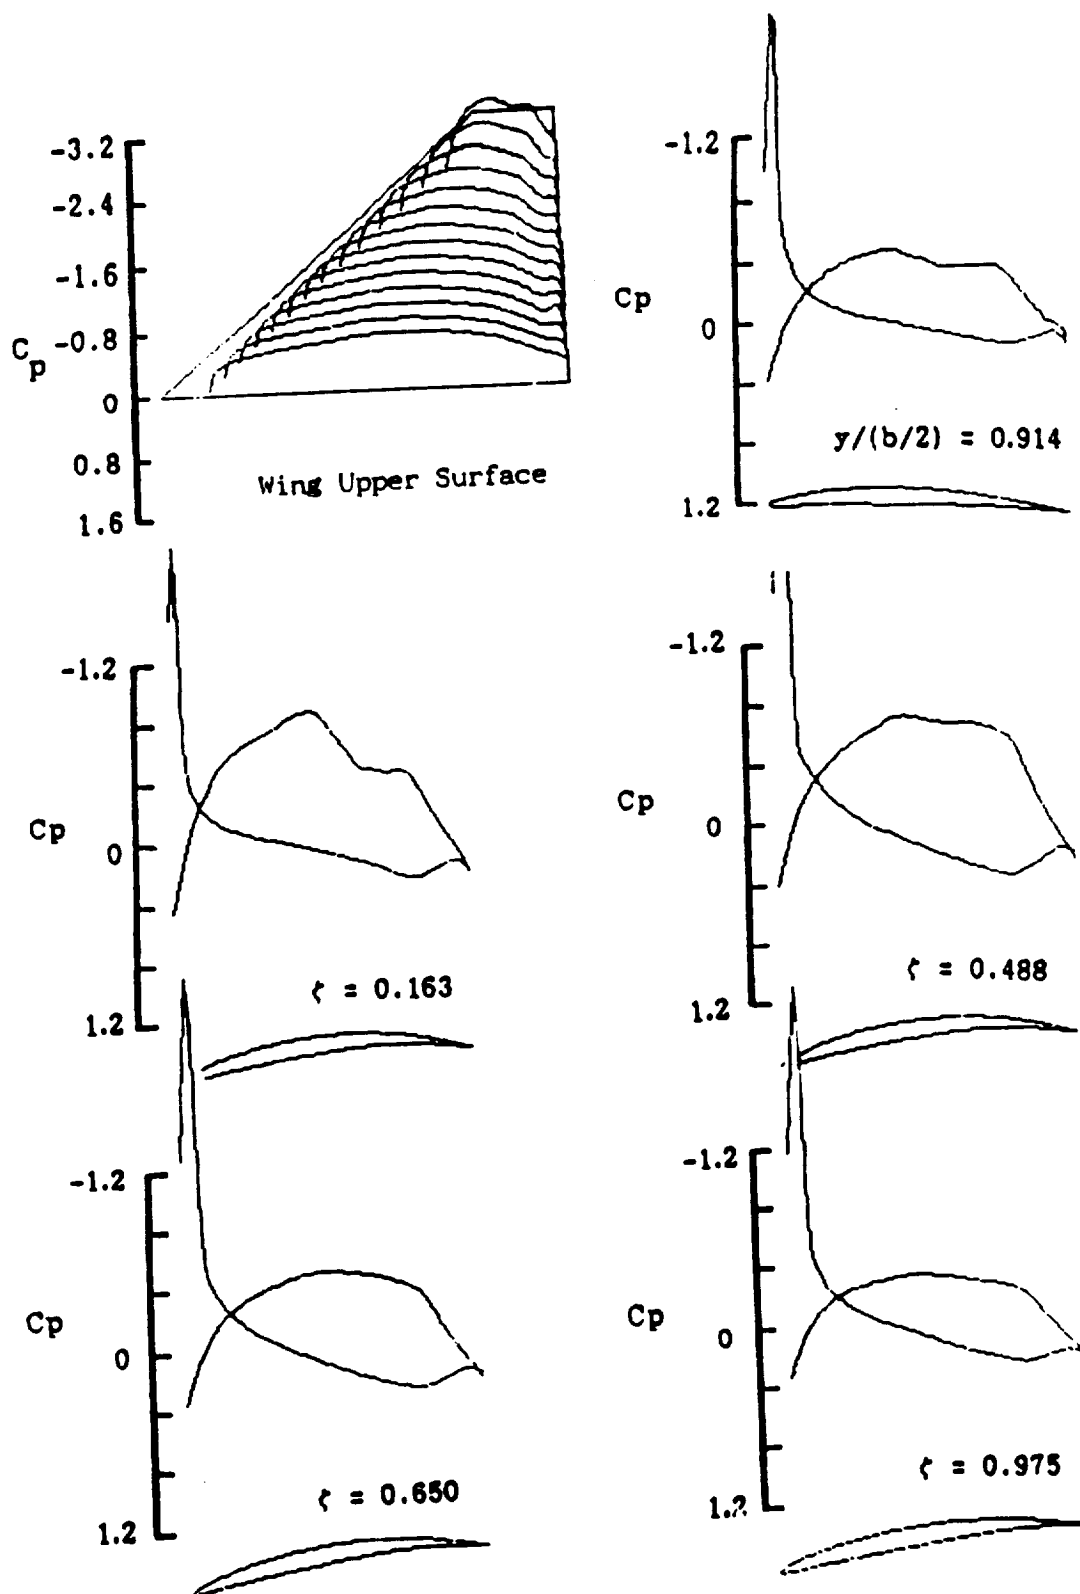 -3.2
-2.4
-1.6
-0.8
Cp
0
0.8
1.6
Wing Upper Surface
-1.2
Cp
0
1.2
y/(b/2) = 0.914
-1.2
Cp
0
1.2
ζ = 0.163
-1.2
Cp
0
1.2
ζ = 0.488
-1.2
Cp
0
1.2
ζ = 0.650
-1.2
Cp
0
1.2
ζ = 0.975